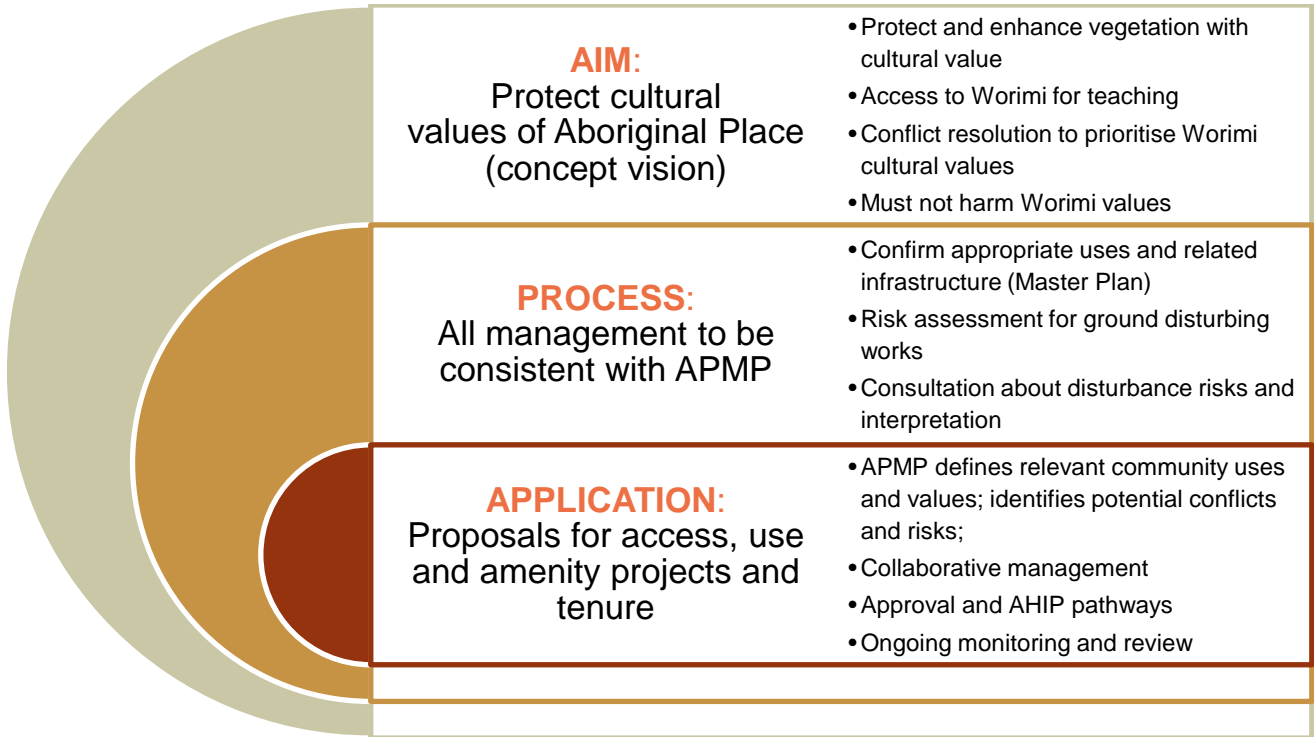 AIM:
Protect cultural
values of Aboriginal Place
(concept vision)
•Protect and enhance vegetation with
cultural value
•Access to Worimi for teaching
•Conflict resolution to prioritise Worimi
cultural values
•Must not harm Worimi values
PROCESS:
All management to be
consistent with APMP
•Confirm appropriate uses and related
infrastructure (Master Plan)
•Risk assessment for ground disturbing
works
•Consultation about disturbance risks and
interpretation
APPLICATION:
Proposals for access, use
and amenity projects and
tenure
•APMP defines relevant community uses
and values; identifies potential conflicts
and risks;
•Collaborative management
•Approval and AHIP pathways
•Ongoing monitoring and review